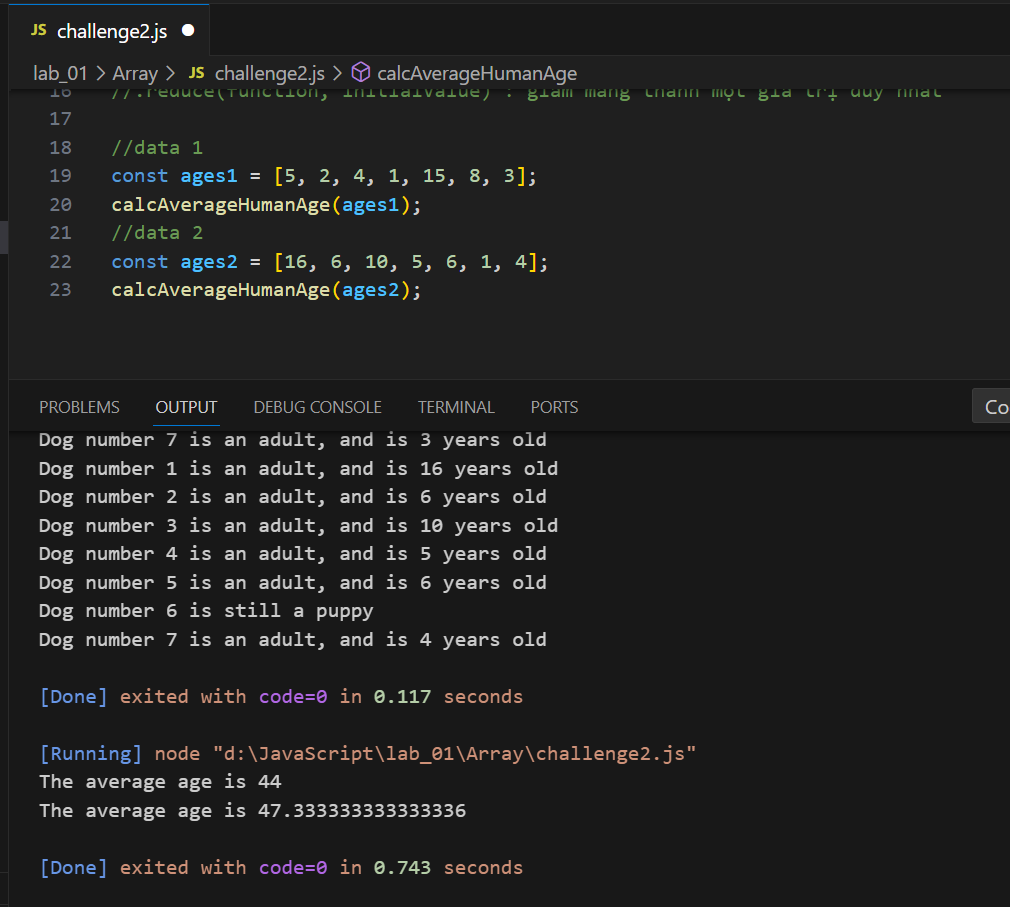 JS challenge2.js
lab_01 > Array > JS challenge2.js > calcAverageHumanAge
16 //.reduce(function, initialValue) : giảm mảng thành một giá trị duy nhất
17
18 //data 1
19 const ages1 = [5, 2, 4, 1, 15, 8, 3];
20 calcAverageHumanAge(ages1);
21 //data 2
22 const ages2 = [16, 6, 10, 5, 6, 1, 4];
23 calcAverageHumanAge(ages2);
PROBLEMS OUTPUT DEBUG CONSOLE TERMINAL PORTS Co
Dog number 7 is an adult, and is 3 years old
Dog number 1 is an adult, and is 16 years old
Dog number 2 is an adult, and is 6 years old
Dog number 3 is an adult, and is 10 years old
Dog number 4 is an adult, and is 5 years old
Dog number 5 is an adult, and is 6 years old
Dog number 6 is still a puppy
Dog number 7 is an adult, and is 4 years old
[Done] exited with code=0 in 0.117 seconds
[Running] node "d:\JavaScript\lab_01\Array\challenge2.js"
The average age is 44
The average age is 47.333333333333336
[Done] exited with code=0 in 0.743 seconds